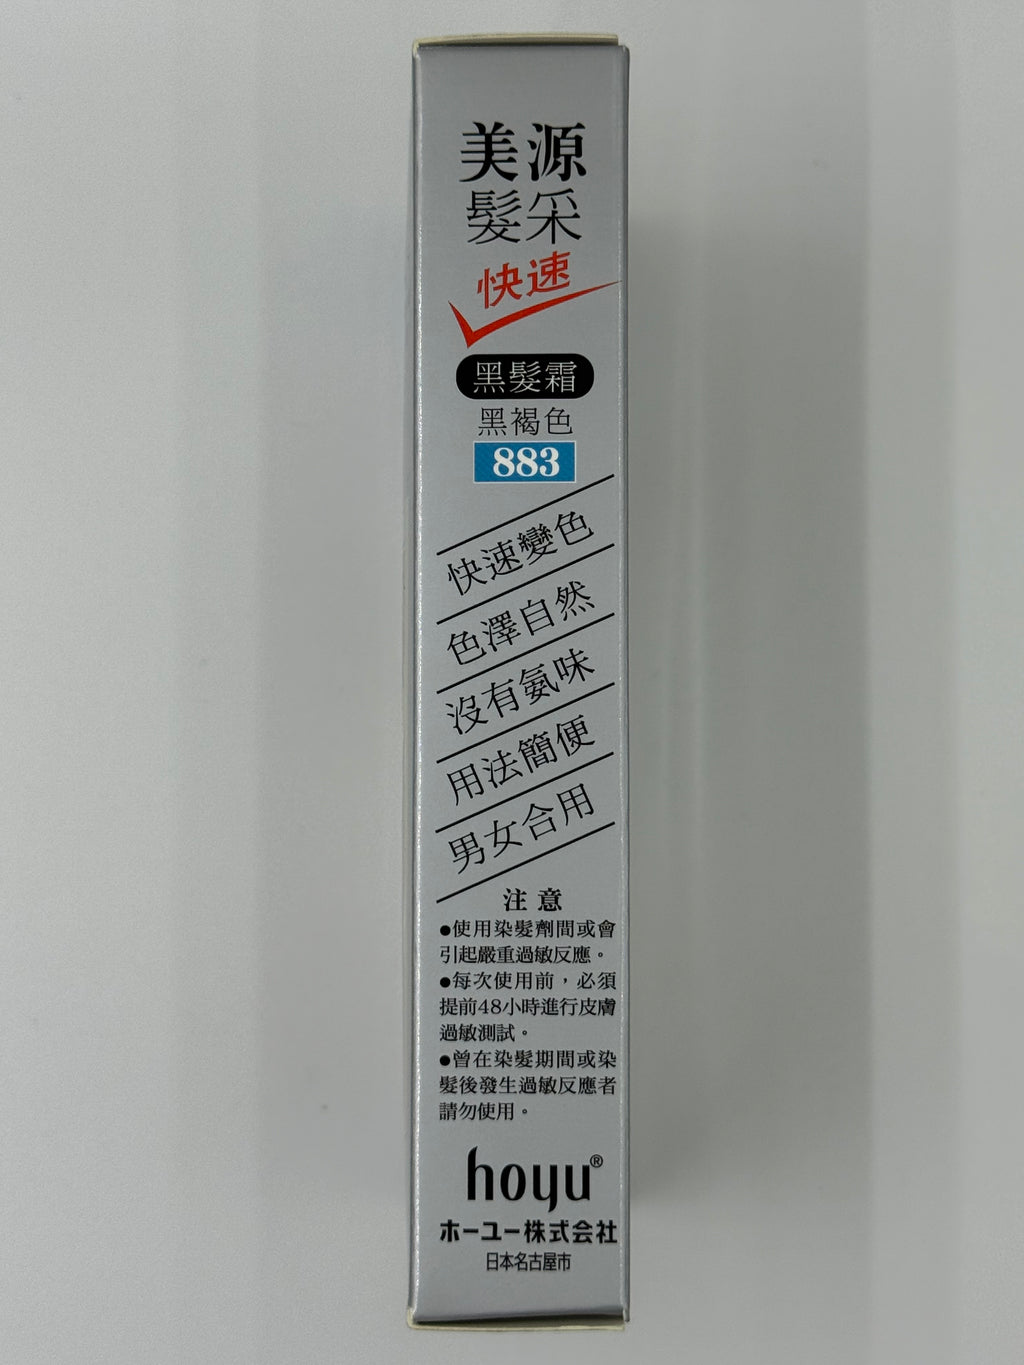 美源
髮采
快速
黑髮霜
黑褐色
883
快速變色
色澤自然
沒有氨味
用法簡便
男女合用
注意
●使用染髮劑間或會
引起嚴重過敏反應。
●每次使用前，必須
提前48小時進行皮膚
過敏測試。
●曾在染髮期間或染
髮後發生過敏反應者
請勿使用。
hoyu®
ホーユー株式会社
日本名古屋市